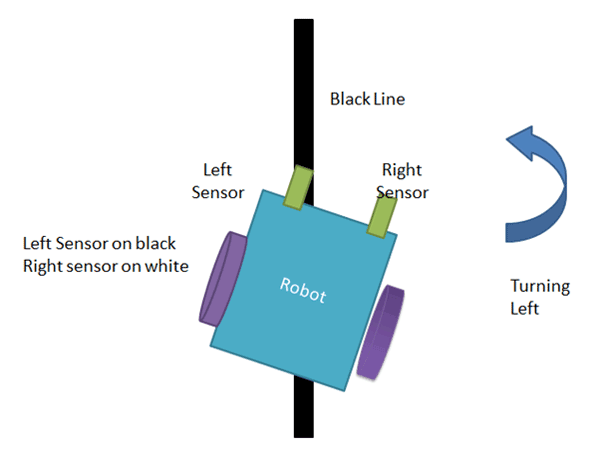 Black Line
Left
Sensor
Right
Sensor
Left Sensor on black
Right sensor on white
Robot
Turning
Left